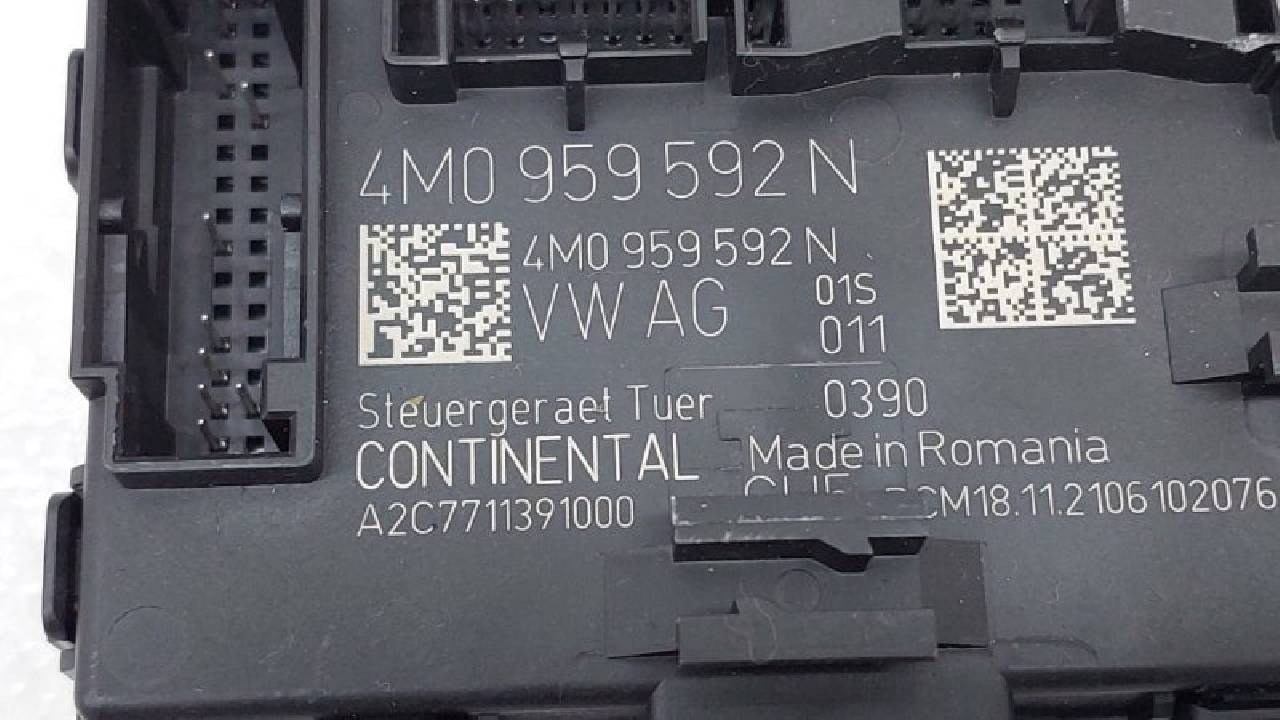 4M0 959 592 N
4M0 959 592 N
VW AG
01S
011
Steuergeraet Tuer
0390
CONTINENTAL
Made in Romania
A2C7711391000
CM18.11.2106102076